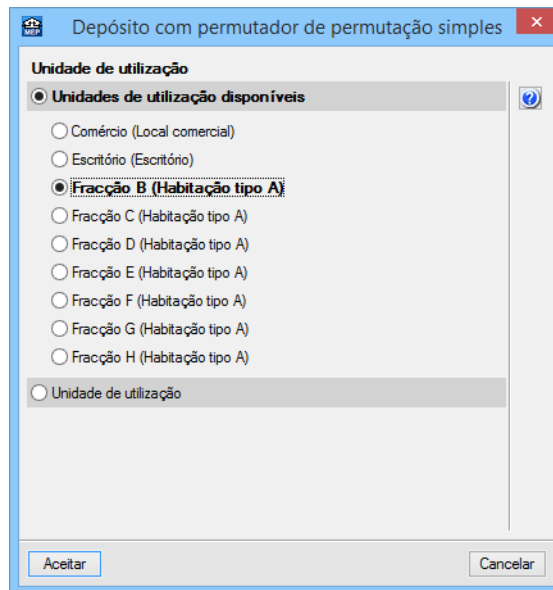 MEP
Depósito com permutador de permutação simples
Unidade de utilização
Unidades de utilização disponíveis
Comércio (Local comercial)
Escritório (Escritório)
Fracção B (Habitação tipo A)
Fracção C (Habitação tipo A)
Fracção D (Habitação tipo A)
Fracção E (Habitação tipo A)
Fracção F (Habitação tipo A)
Fracção G (Habitação tipo A)
Fracção H (Habitação tipo A)
Unidade de utilização
Aceitar
Cancelar